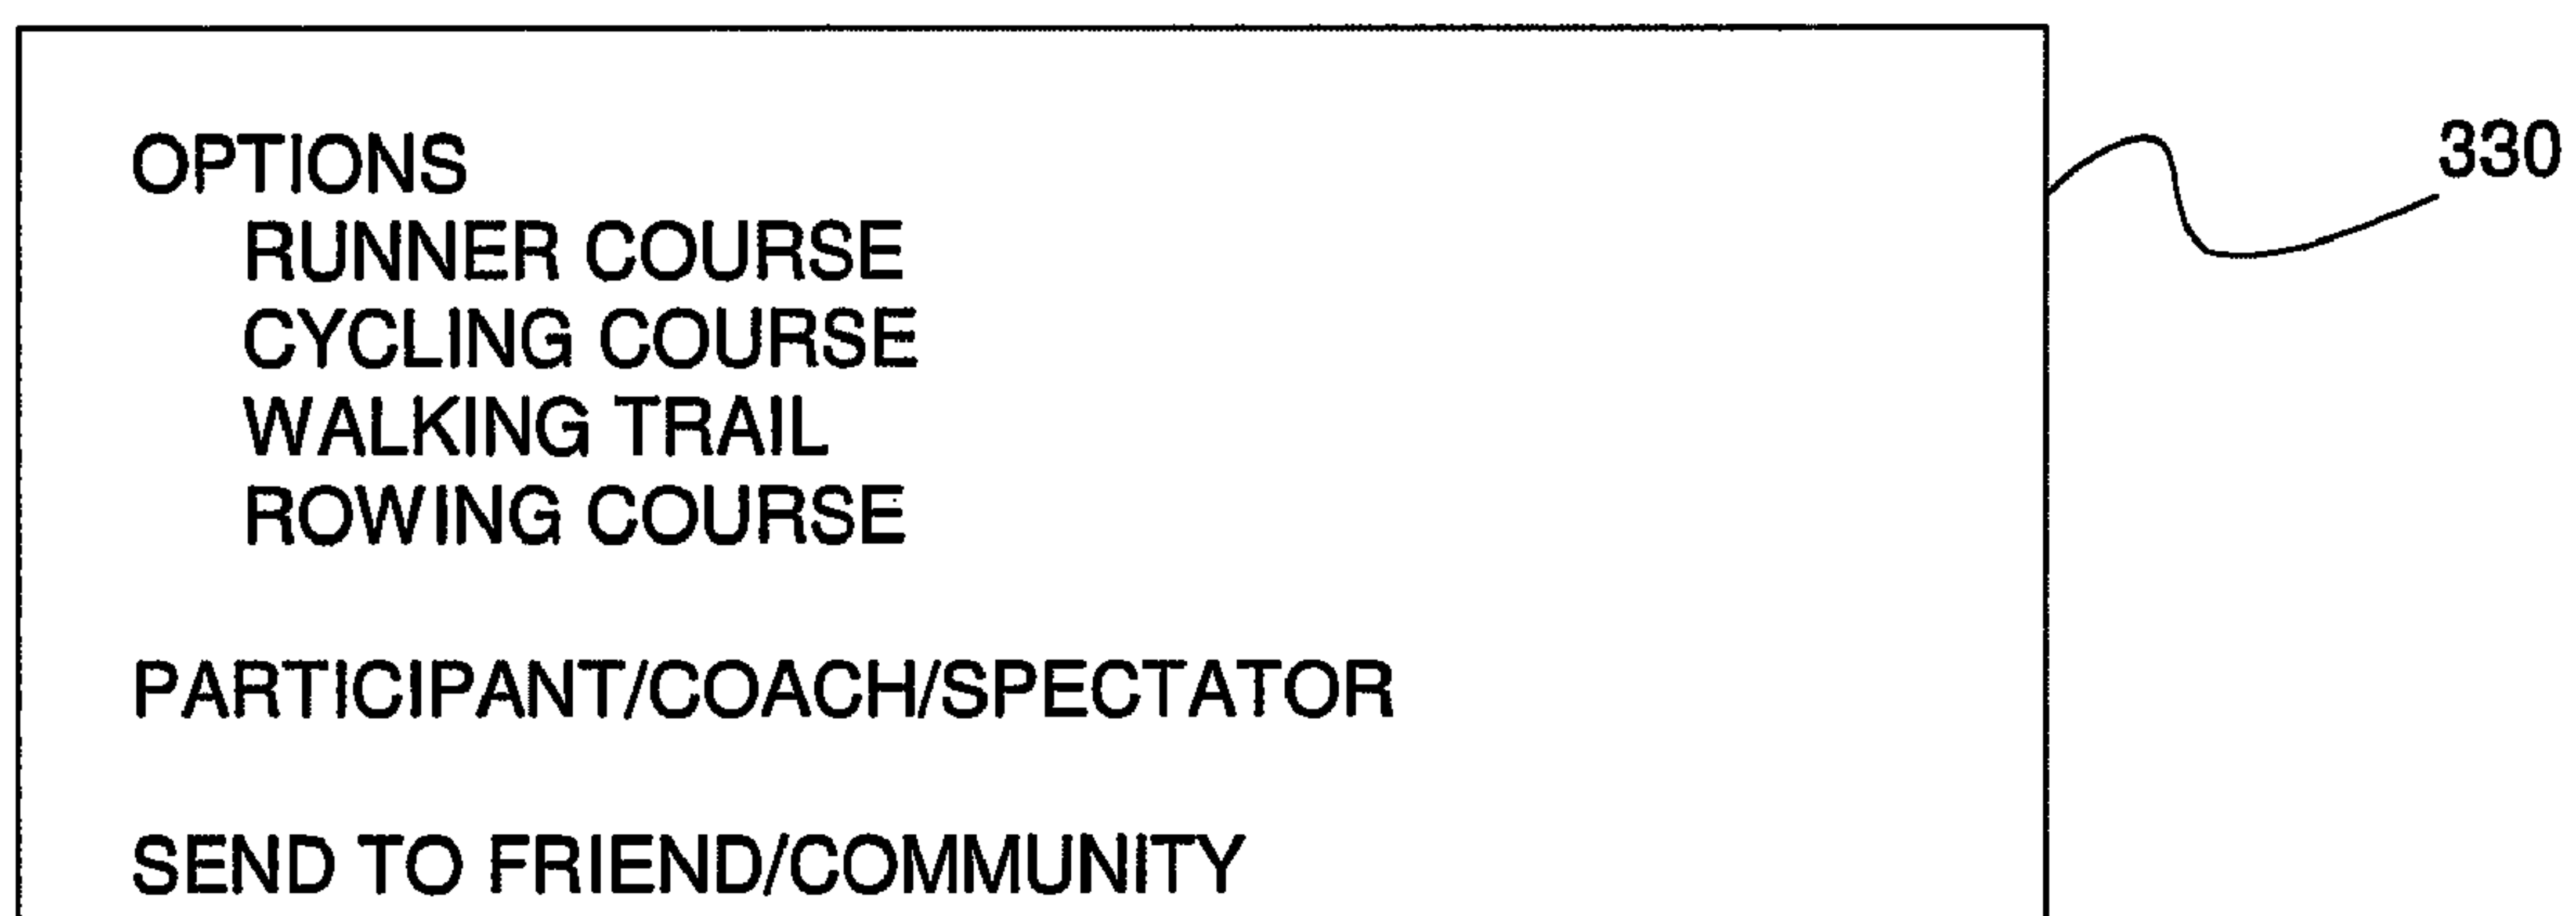 OPTIONS
RUNNER COURSE
CYCLING COURSE
WALKING TRAIL
ROWING COURSE
PARTICIPANT/COACH/SPECTATOR
SEND TO FRIEND/COMMUNITY
330